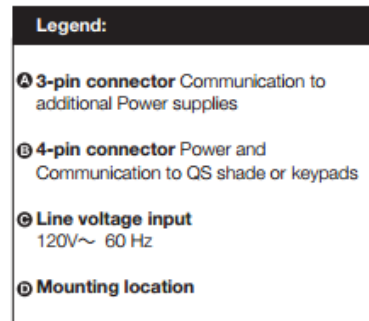 Legend:
A 3-pin connector Communication to
additional Power supplies
B 4-pin connector Power and
Communication to QS shade or keypads
C Line voltage input
120V~ 60 Hz
D Mounting location